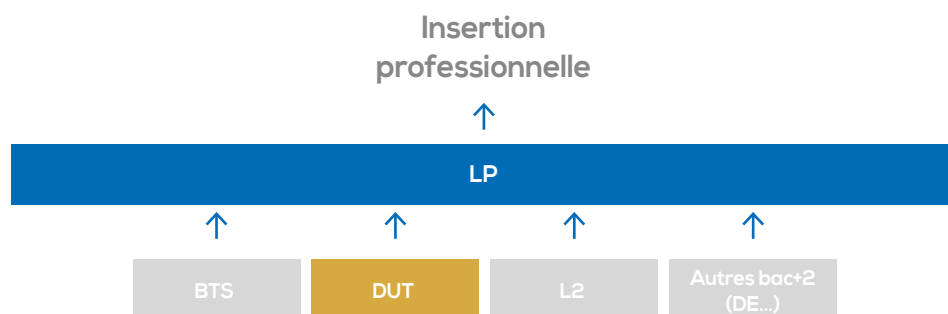 Insertion
professionnelle
LP
BTS
DUT
L2
Autres bac+2
(DE...)